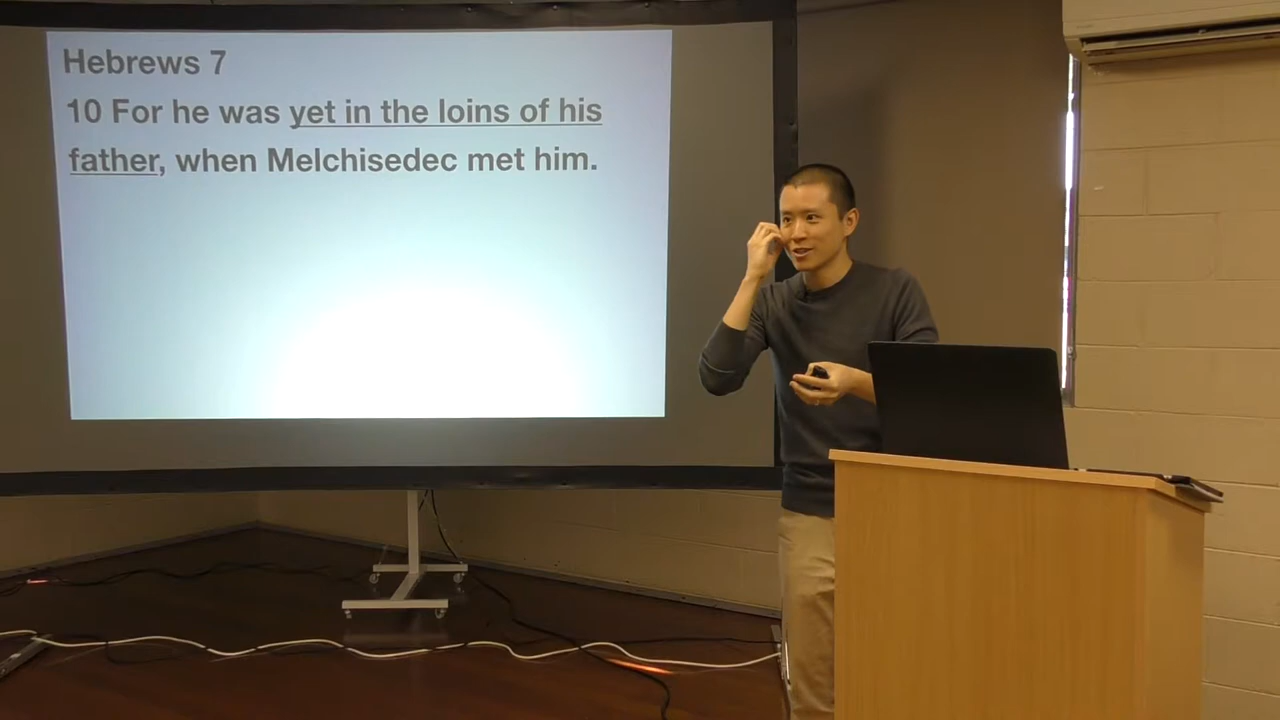 Hebrews 7
10 For he was yet in the loins of his
father, when Melchisedec met him.